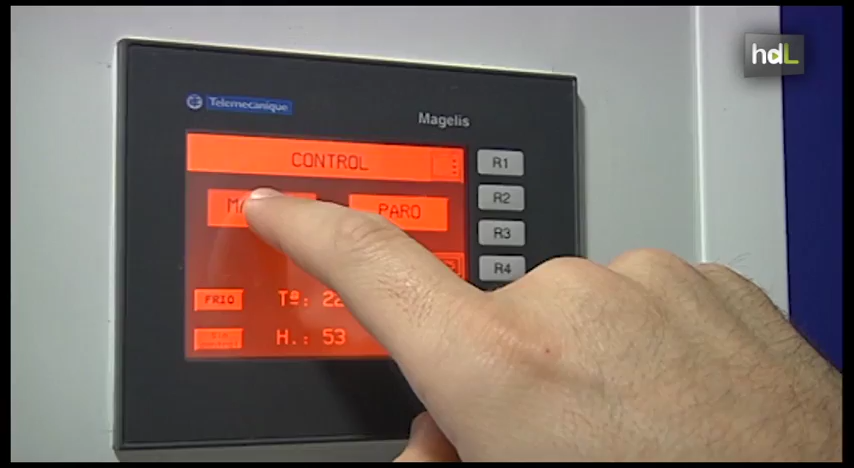 hdL
Telemecanique
Magelis
CONTROL
R1
PARO
R2
R3
R4
FRIO
Tº: 22
H.: 53